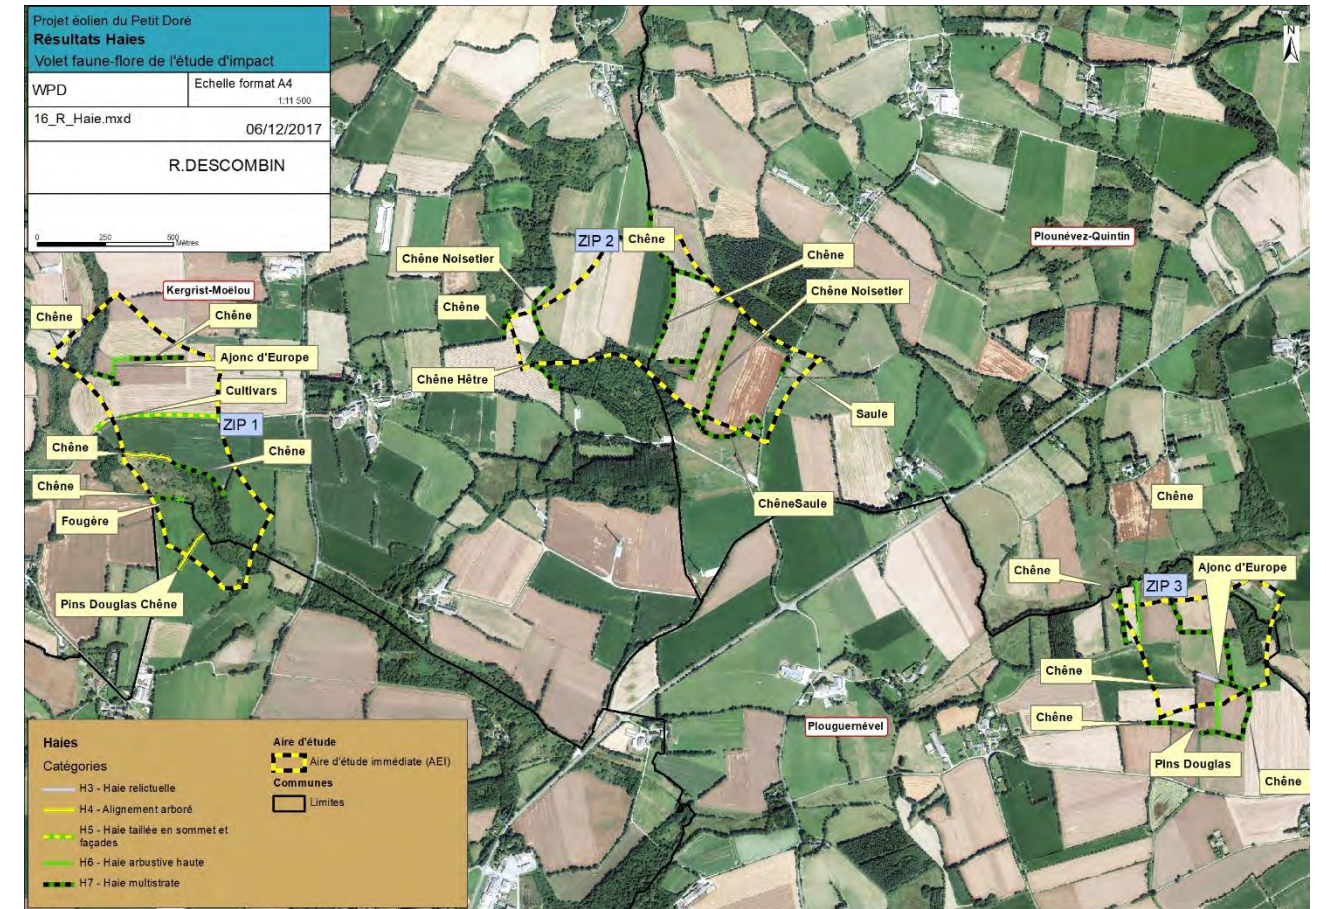 Projet éolien du Petit Doré
Résultats Haies
Volet faune-flore de l'étude d'impact
WPD
Echelle format A4
1:11 500
16_R_Haie.mxd
06/12/2017
R.DESCOMBIN
0 250 500
Mètres
N
ZIP 2
Chêne
Plounévez-Quintin
Chêne Noisetier
Chêne
Kergrist-Moëlou
Chêne Noisetier
Chêne
Chêne
Chêne
Ajonc d'Europe
Chêne Hêtre
Cultivars
Saule
ZIP 1
Chêne
Chêne
Chêne
Chêne
ChêneSaule
Fougère
Chêne
Ajonc d'Europe
ZIP 3
Pins Douglas Chêne
Chêne
Chêne
Plouguernével
Pins Douglas
Chêne
Haies
Catégories
H3 - Haie relictuelle
H4 - Alignement arboré
H5 - Haie taillée en sommet et
façades
H6 - Haie arbustive haute
H7 - Haie multistrate
Aire d'étude
Aire d'étude immédiate (AEI)
Communes
Limites